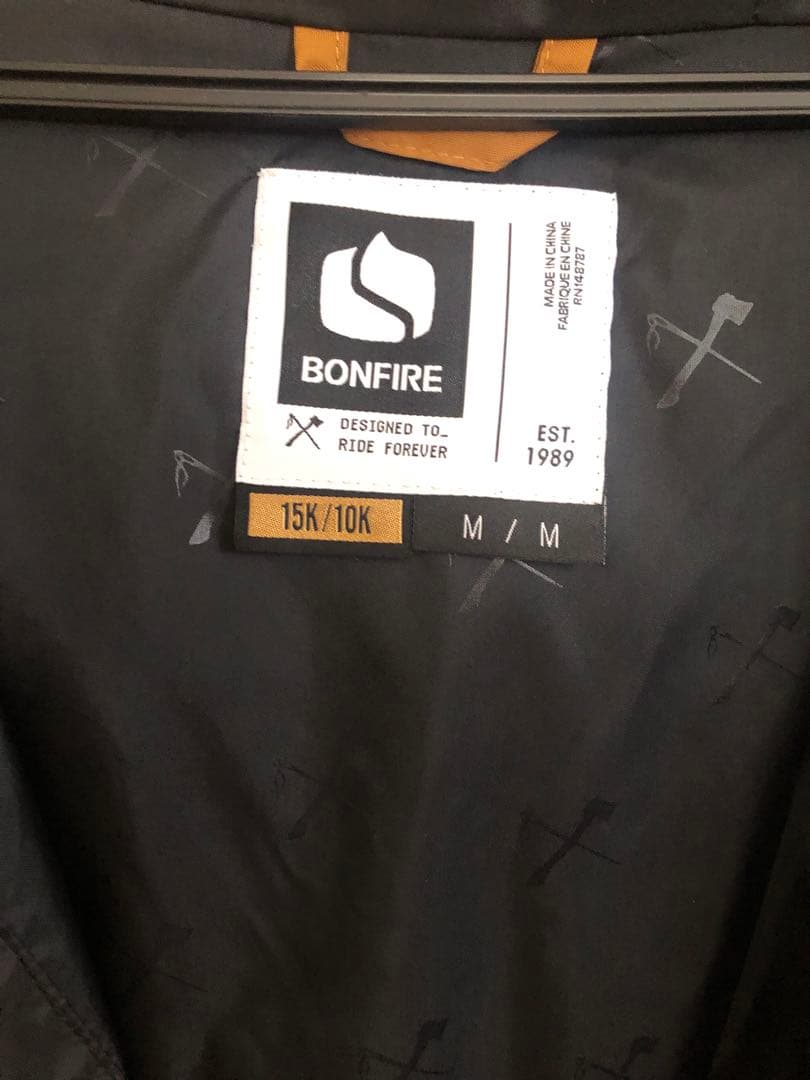 BONFIRE
DESIGNED TO_
RIDE FOREVER
MADE IN CHINA
FABRIQUE EN CHINE
RN148787
EST.
1989
15K/10K
M / M